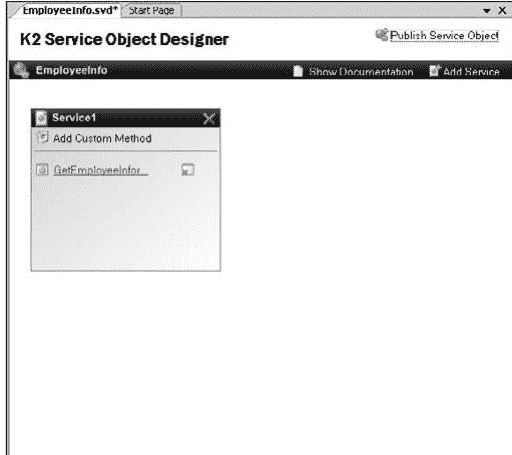 EmployeeInfo.svd* Start Page
K2 Service Object Designer
Publish Service Object
EmployeeInfo Show Documentation Add Service
Service1
Add Custom Method
GetEmployeeInfor...